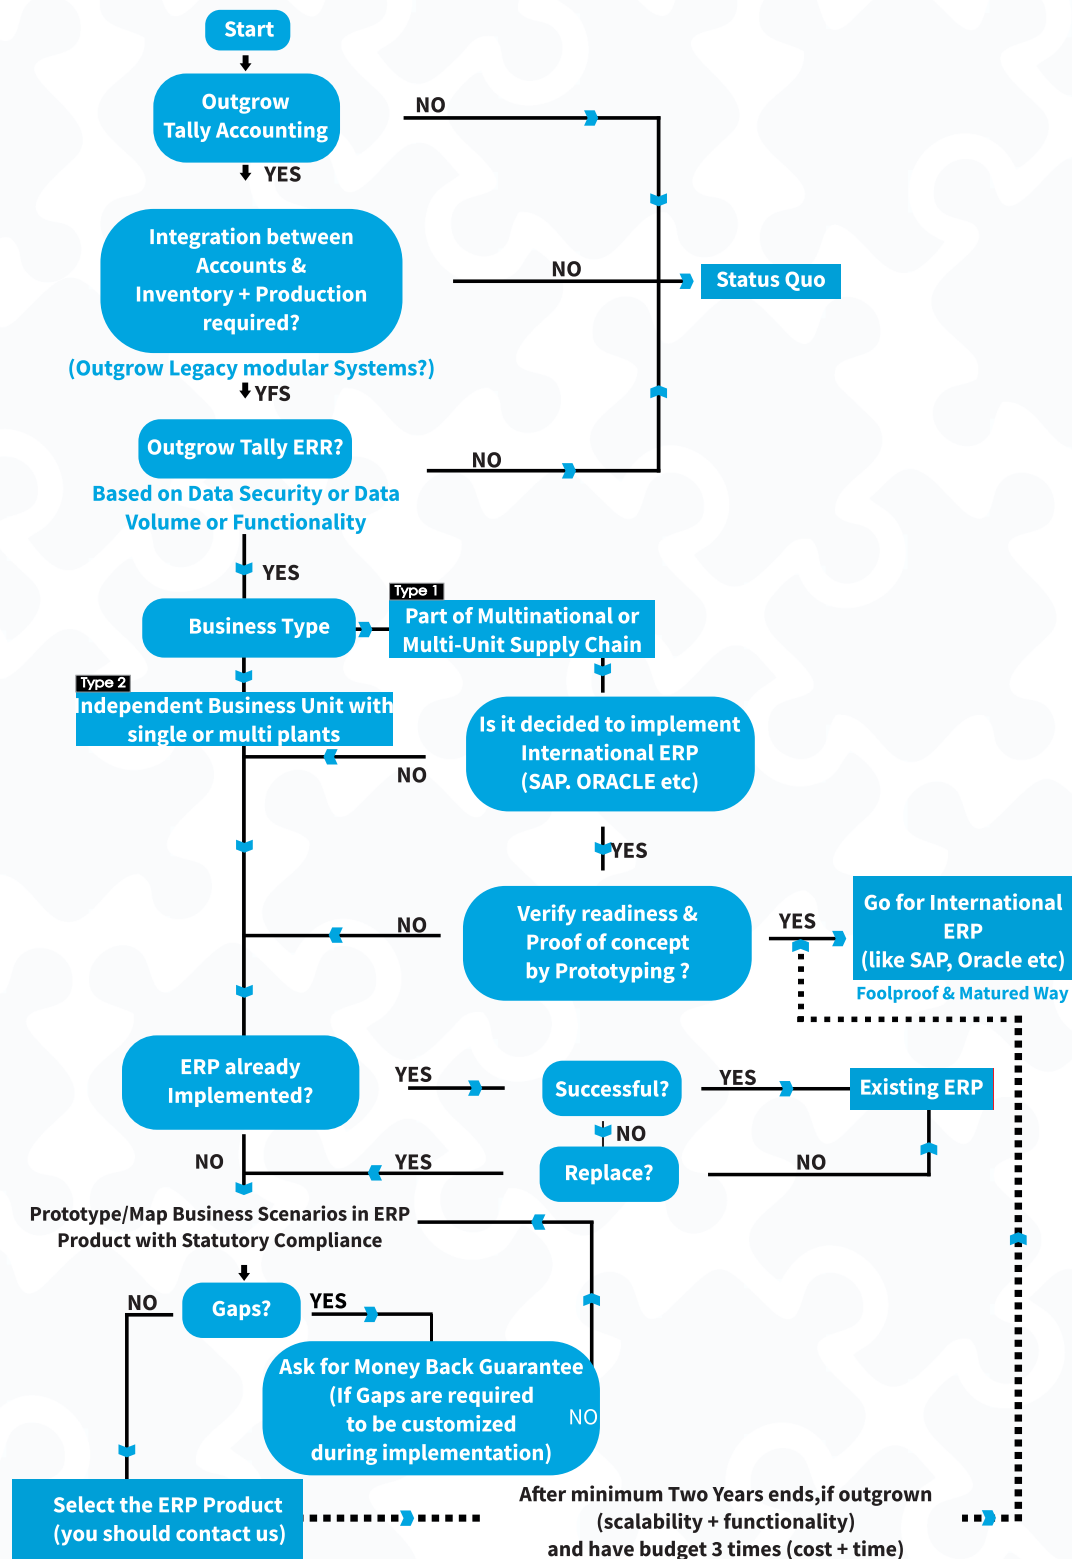 Start
Outgrow
Tally Accounting
NO
YES
Integration between
Accounts &
Inventory + Production
required?
NO
Status Quo
(Outgrow Legacy modular Systems?)
YFS
Outgrow Tally ERR?
NO
Based on Data Security or Data
Volume or Functionality
YES
Business Type
Type 1
Part of Multinational or
Multi-Unit Supply Chain
Type 2
Independent Business Unit with
single or multi plants
Is it decided to implement
International ERP
(SAP. ORACLE etc)
NO
YES
Verify readiness &
Proof of concept
by Prototyping ?
NO
YES
Go for International
ERP
(like SAP, Oracle etc)
Foolproof & Matured Way
ERP already
Implemented?
YES
Successful?
YES
Existing ERP
NO
NO
YES
Replace?
NO
Prototype/Map Business Scenarios in ERP
Product with Statutory Compliance
NO
Gaps?
YES
Ask for Money Back Guarantee
(If Gaps are required
to be customized
during implementation)
NO
Select the ERP Product
(you should contact us)
After minimum Two Years ends,if outgrown
(scalability + functionality)
and have budget 3 times (cost + time)